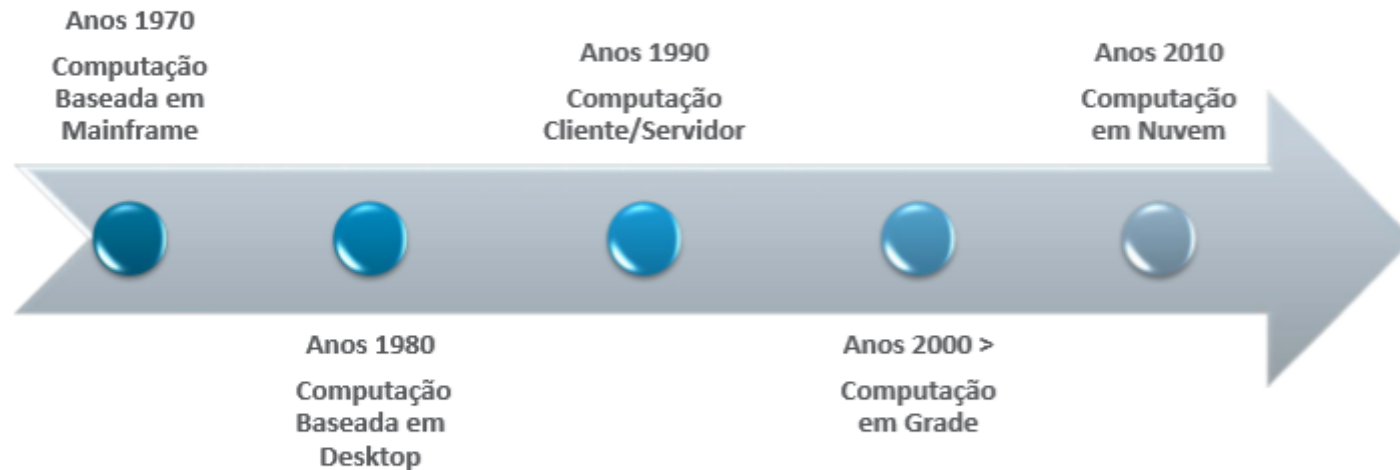 Anos 1970
Computação
Baseada em
Mainframe
Anos 1980
Computação
Baseada em
Desktop
Anos 1990
Computação
Cliente/Servidor
Anos 2000 >
Computação
em Grade
Anos 2010
Computação
em Nuvem